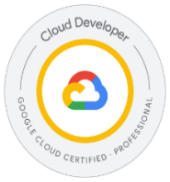 Cloud Developer
GOOGLE CLOUD CERTIFIED · PROFESSIONAL